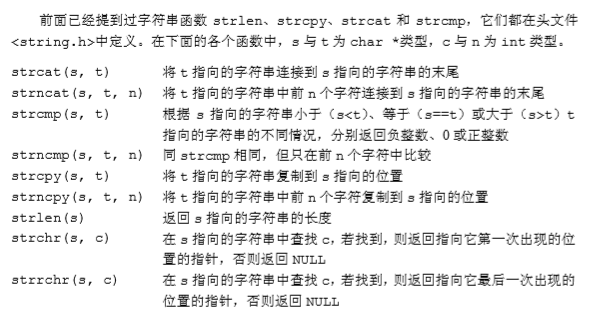 前面已经提到过字符串函数 strlen、strcpy、strcat 和 strcmp，它们都在头文件
<string.h>中定义。在下面的各个函数中，s 与 t 为 char *类型，c 与 n 为 int 类型。
strcat(s, t) 将 t 指向的字符串连接到 s 指向的字符串的末尾
strncat(s, t, n) 将 t 指向的字符串中前 n 个字符连接到 s 指向的字符串的末尾
strcmp(s, t) 根据 s 指向的字符串小于（s<t）、等于（s==t）或大于（s>t）t
指向的字符串的不同情况，分别返回负整数、0 或正整数
strncmp(s, t, n) 同 strcmp 相同，但只在前 n 个字符中比较
strcpy(s, t) 将 t 指向的字符串复制到 s 指向的位置
strncpy(s, t, n) 将 t 指向的字符串中前 n 个字符复制到 s 指向的位置
strlen(s) 返回 s 指向的字符串的长度
strchr(s, c) 在 s 指向的字符串中查找 c，若找到，则返回指向它第一次出现的位
置的指针，否则返回 NULL
strrchr(s, c) 在 s 指向的字符串中查找 c，若找到，则返回指向它最后一次出现的
位置的指针，否则返回 NULL